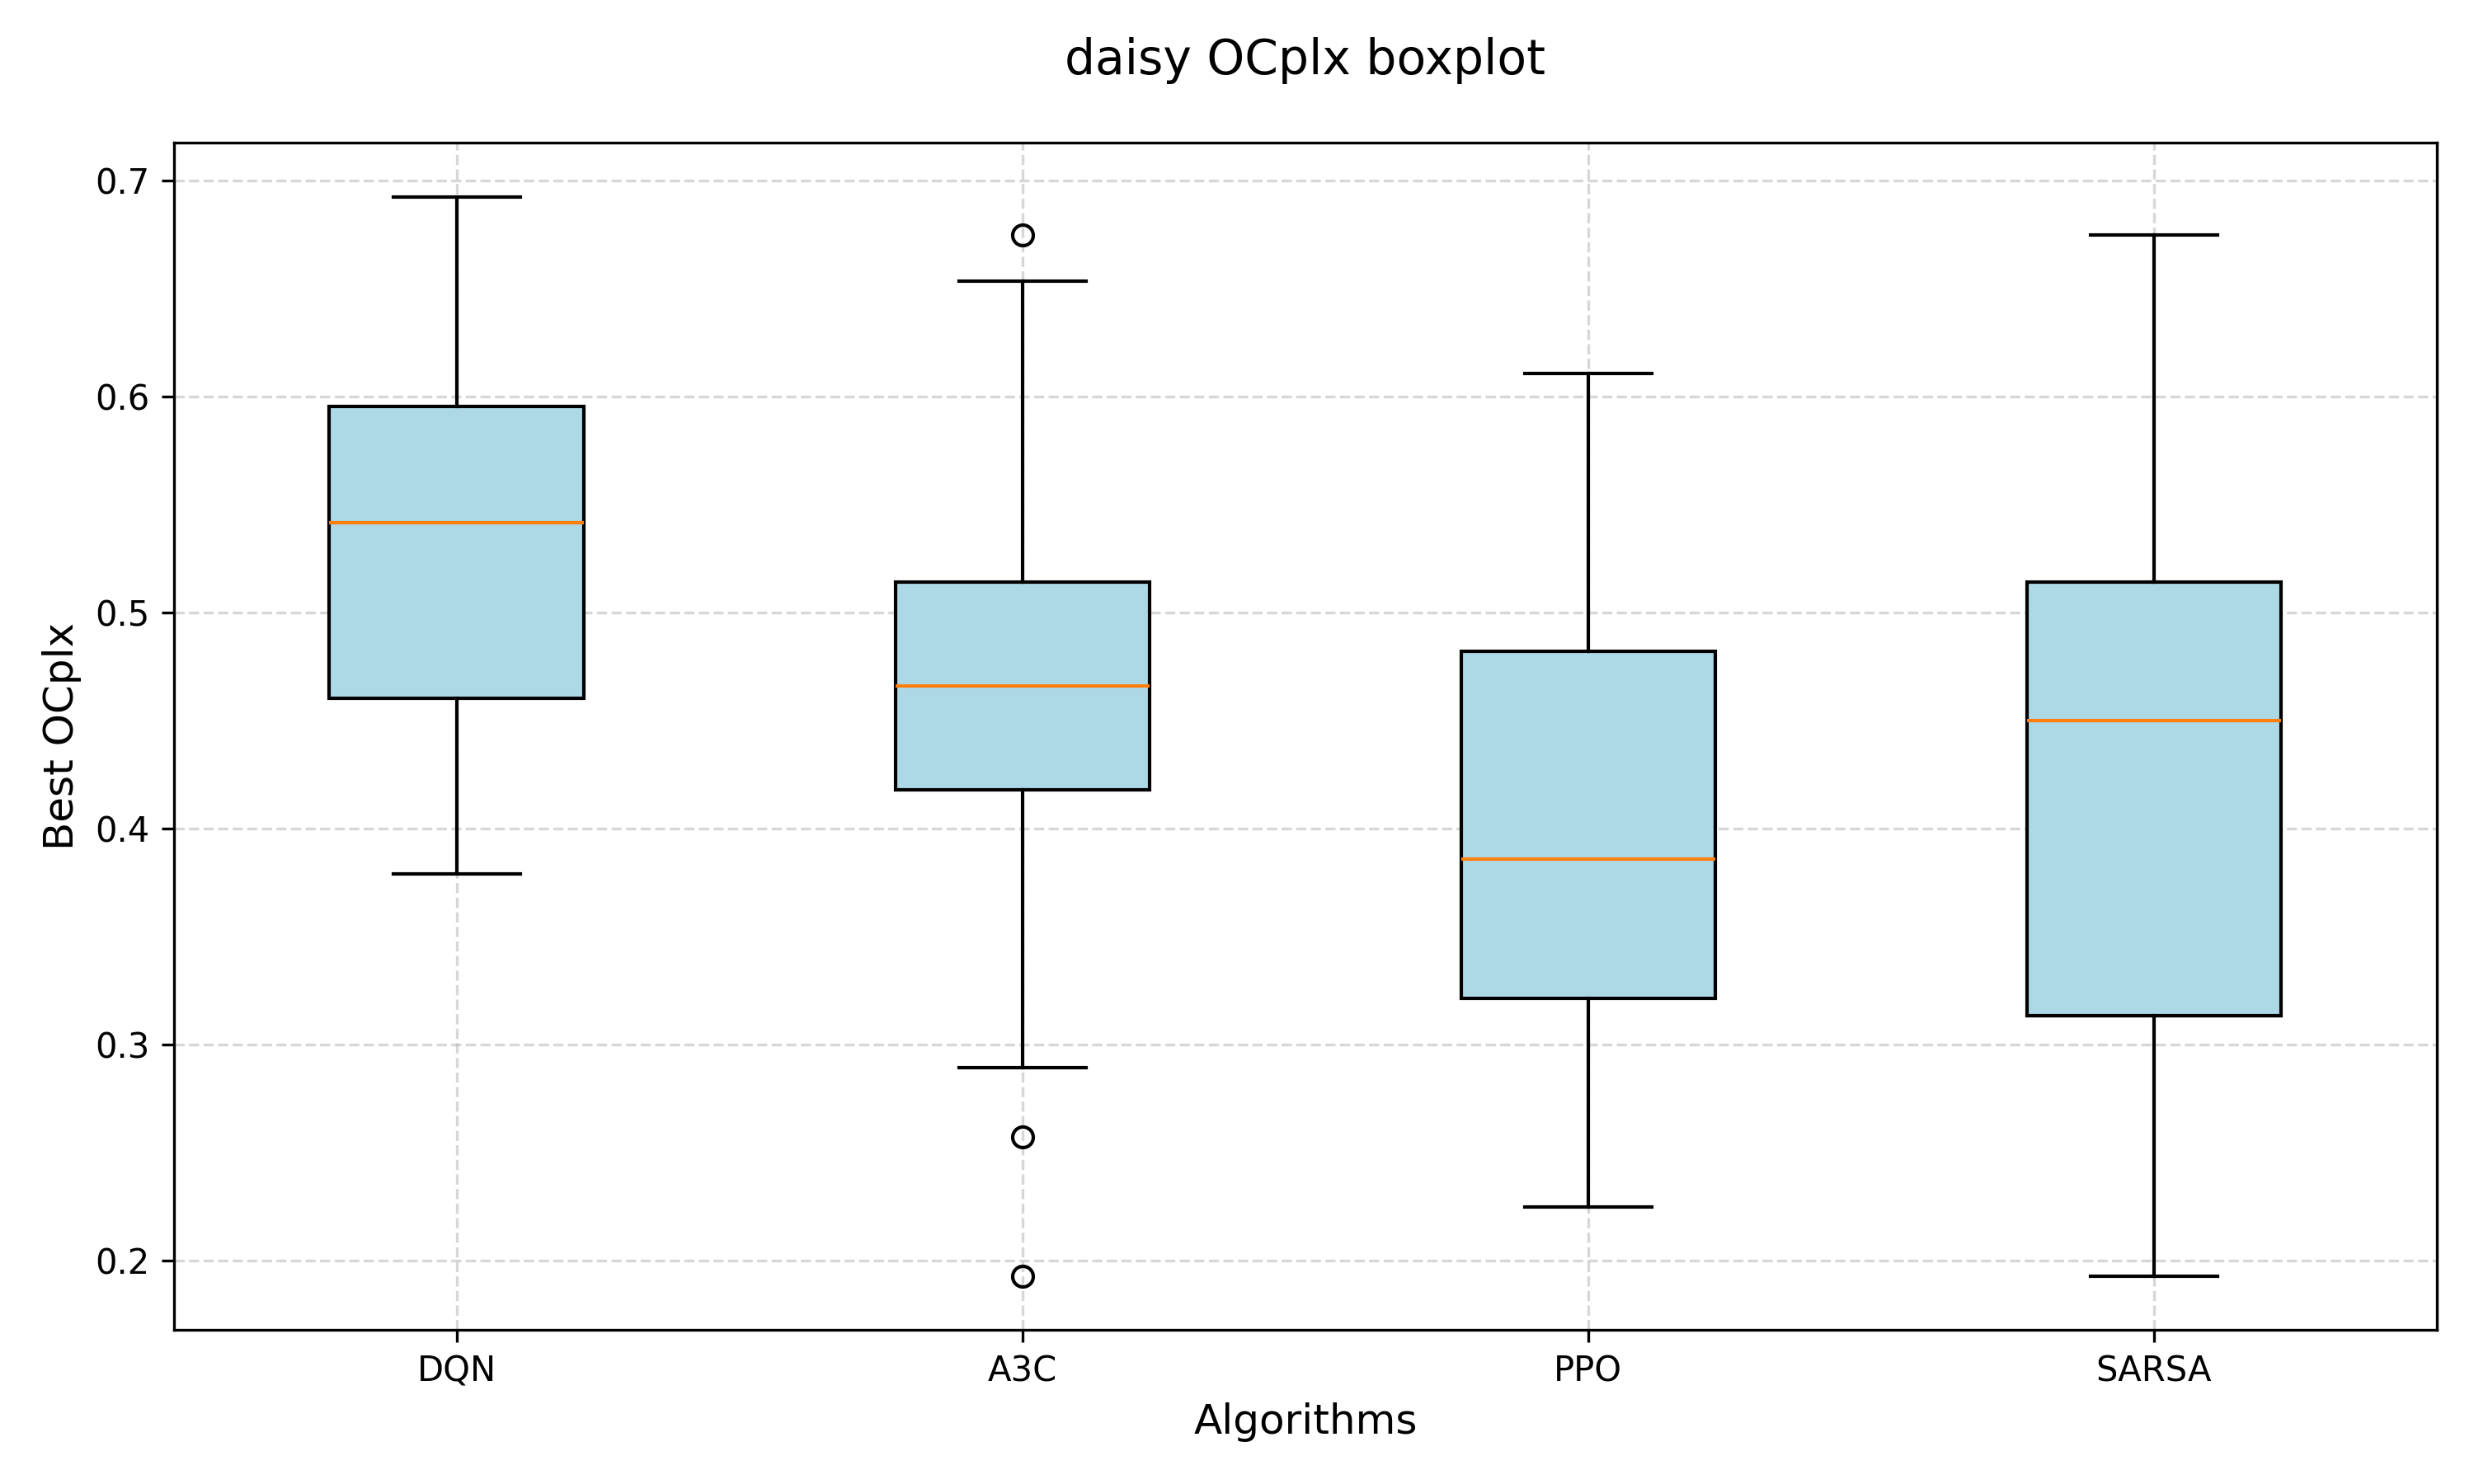 daisy OCplx boxplot
Best OCplx
0.7
0.6
0.5
0.4
0.3
0.2
DQN
A3C
PPO
SARSA
Algorithms